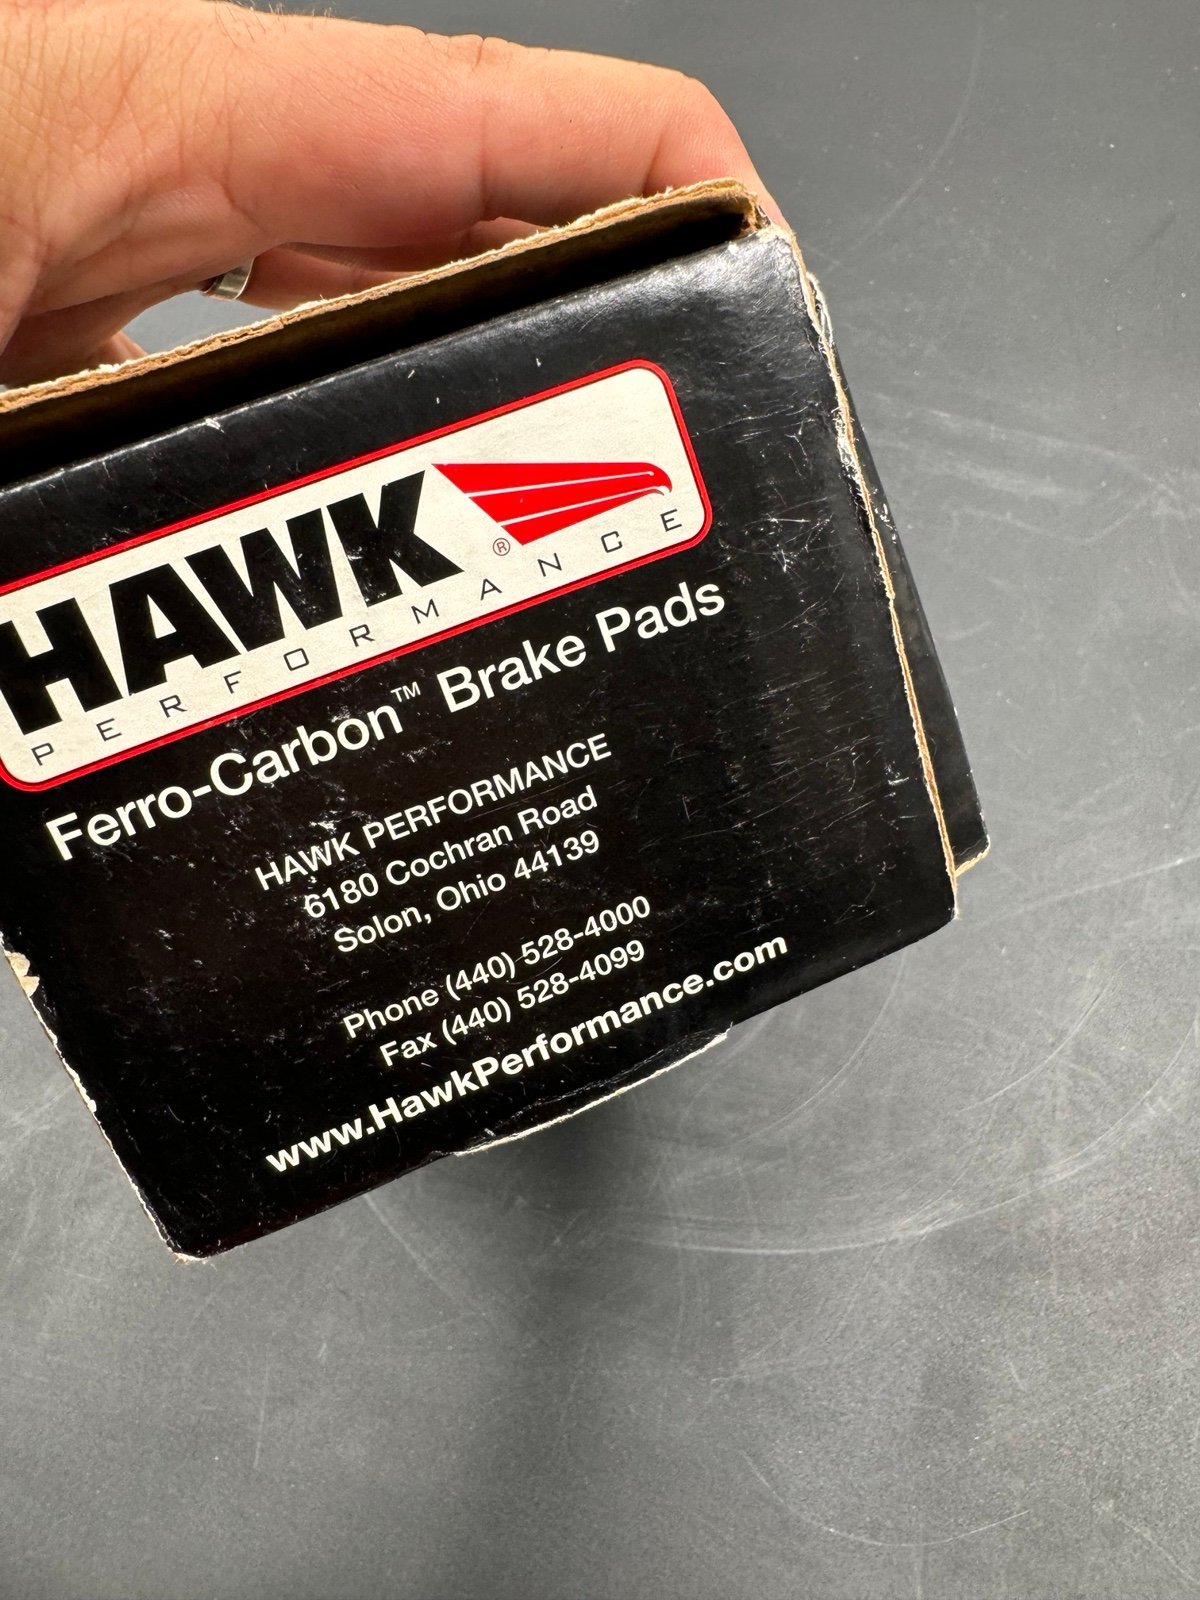 HAWK®
PERFORMANCE
Ferro-Carbon™ Brake Pads
HAWK PERFORMANCE
6180 Cochran Road
Solon, Ohio 44139
Phone (440) 528-4000
Fax (440) 528-4099
www.HawkPerformance.com